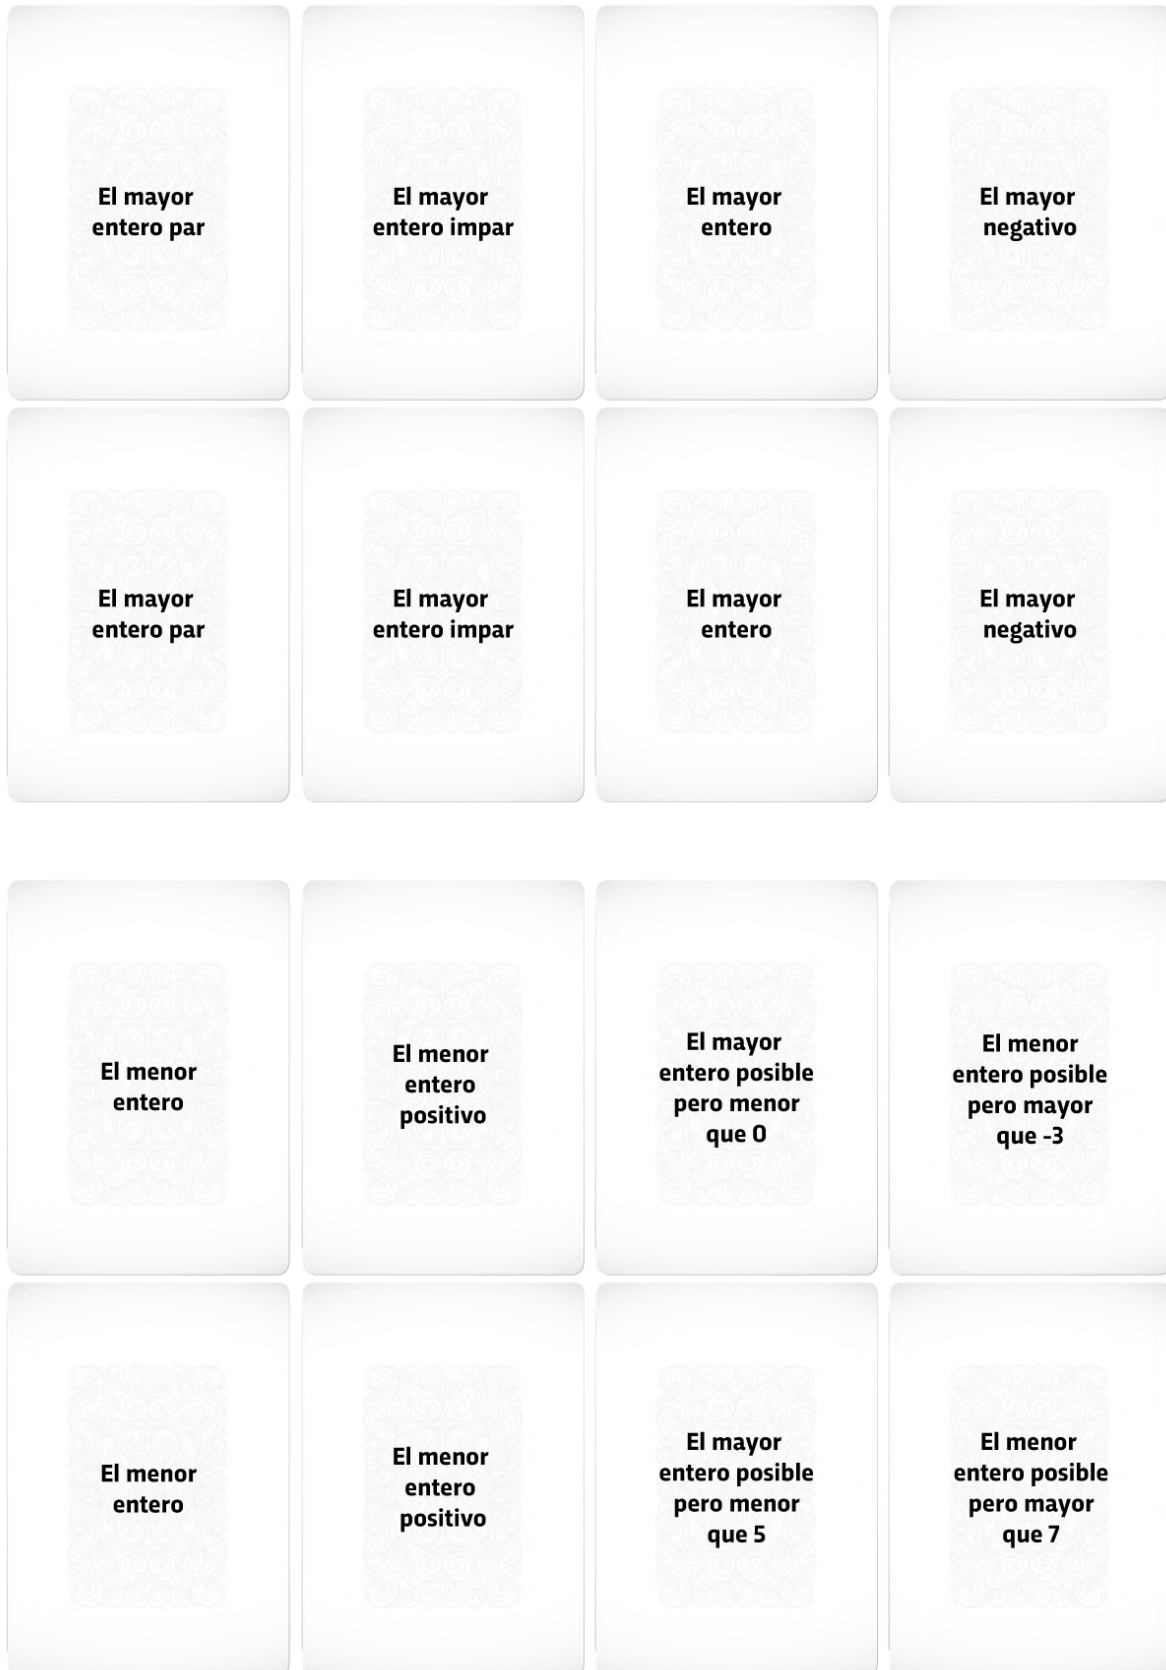 El mayor
entero par
El mayor
entero impar
El mayor
entero
El mayor
negativo
El mayor
entero par
El mayor
entero impar
El mayor
entero
El mayor
negativo
El menor
entero
El menor
entero
positivo
El mayor
entero posible
pero menor
que 0
El menor
entero posible
pero mayor
que -3
El menor
entero
El menor
entero
positivo
El mayor
entero posible
pero menor
que 5
El menor
entero posible
pero mayor
que 7